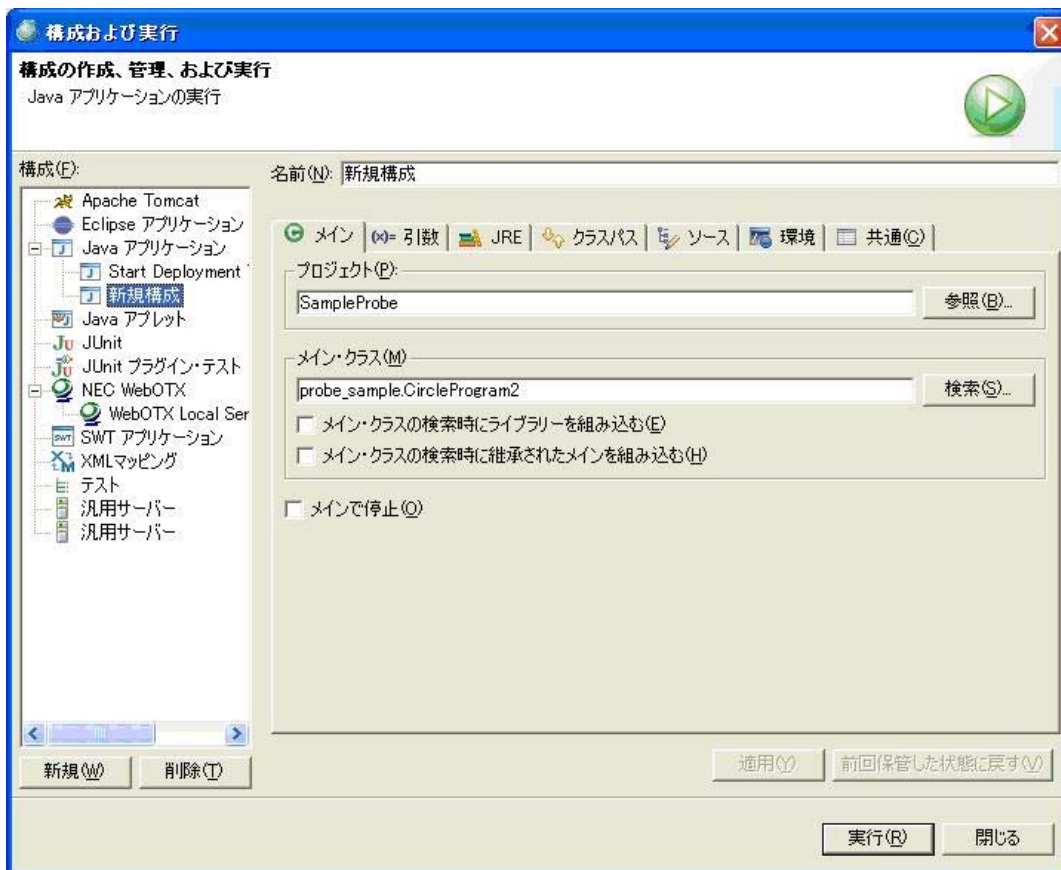 構成および実行
構成の作成、管理、および実行
Java アプリケーションの実行
構成(F):
Apache Tomcat
Eclipse アプリケーション
Java アプリケーション
Start Deployment
新規構成
Java アプレット
JUnit
JUnit プラグイン・テスト
NEC WebOTX
WebOTX Local Ser
SWT アプリケーション
XMLマッピング
テスト
汎用サーバー
汎用サーバー
新規(W)
削除(T)
名前(N): 新規構成
メイン (x)= 引数 JRE クラスパス ソース 環境 共通(C)
プロジェクト(P):
SampleProbe
参照(B)...
メイン・クラス(M)
probe_sample.CircleProgram2
検索(S)...
メイン・クラスの検索時にライブラリーを組み込む(E)
メイン・クラスの検索時に継承されたメインを組み込む(H)
メインで停止(O)
適用(Y)
前回保管した状態に戻す(V)
実行(R)
閉じる